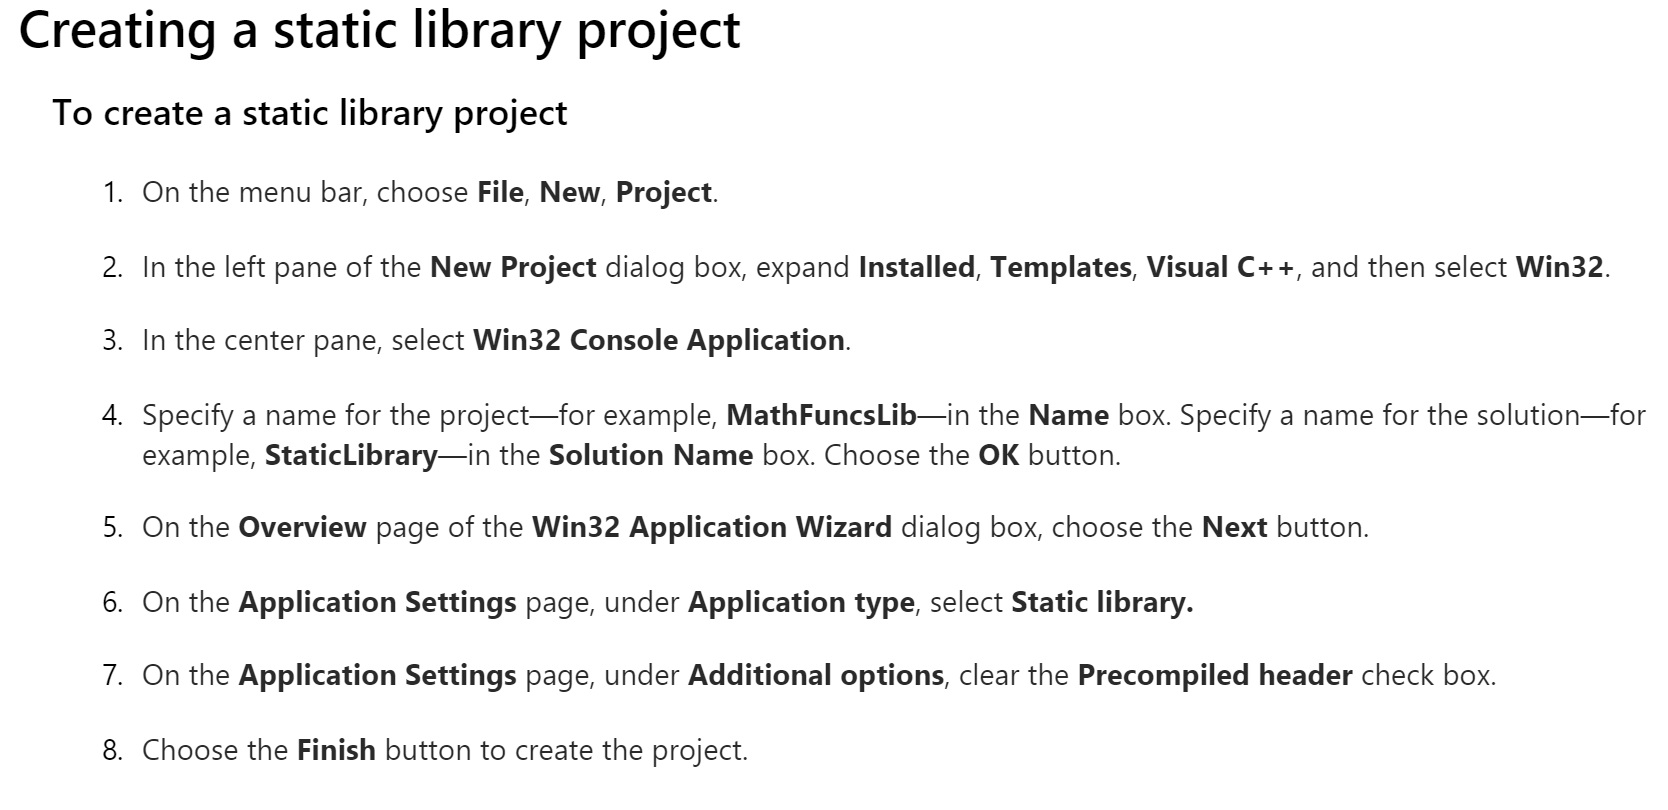 Creating a static library project
To create a static library project
1. On the menu bar, choose File, New, Project.
2. In the left pane of the New Project dialog box, expand Installed, Templates, Visual C++, and then select Win32.
3. In the center pane, select Win32 Console Application.
4. Specify a name for the project—for example, MathFuncsLib—in the Name box. Specify a name for the solution—for
example, StaticLibrary—in the Solution Name box. Choose the OK button.
5. On the Overview page of the Win32 Application Wizard dialog box, choose the Next button.
6. On the Application Settings page, under Application type, select Static library.
7. On the Application Settings page, under Additional options, clear the Precompiled header check box.
8. Choose the Finish button to create the project.